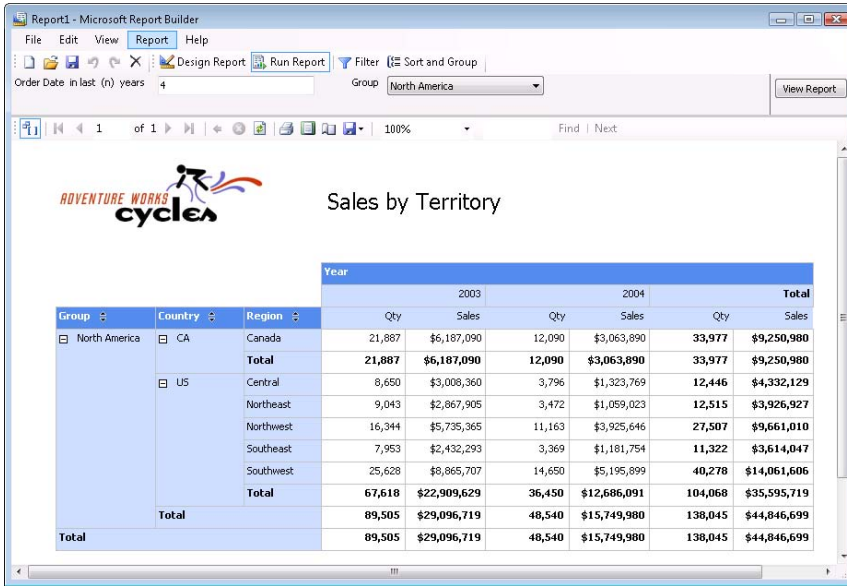 Report1 - Microsoft Report Builder
File Edit View Report Help
Design Report Run Report Filter Sort and Group
Order Date in last (n) years 4 Group North America View Report
1 of 1 100% Find | Next
ADVENTURE WORKS
cycles
Sales by Territory
Year
2003 2004 Total
Group Country Region Qty Sales Qty Sales Qty Sales
North America CA Canada 21,887 $6,187,090 12,090 $3,063,890 33,977 $9,250,980
Total 21,887 $6,187,090 12,090 $3,063,890 33,977 $9,250,980
US Central 8,650 $3,008,360 3,796 $1,323,769 12,446 $4,332,129
Northeast 9,043 $2,867,905 3,472 $1,059,023 12,515 $3,926,927
Northwest 16,344 $5,735,365 11,163 $3,925,646 27,507 $9,661,010
Southeast 7,953 $2,432,293 3,369 $1,181,754 11,322 $3,614,047
Southwest 25,628 $8,865,707 14,650 $5,195,899 40,278 $14,061,606
Total 67,618 $22,909,629 36,450 $12,686,091 104,068 $35,595,719
Total 89,505 $29,096,719 48,540 $15,749,980 138,045 $44,846,699
Total 89,505 $29,096,719 48,540 $15,749,980 138,045 $44,846,699